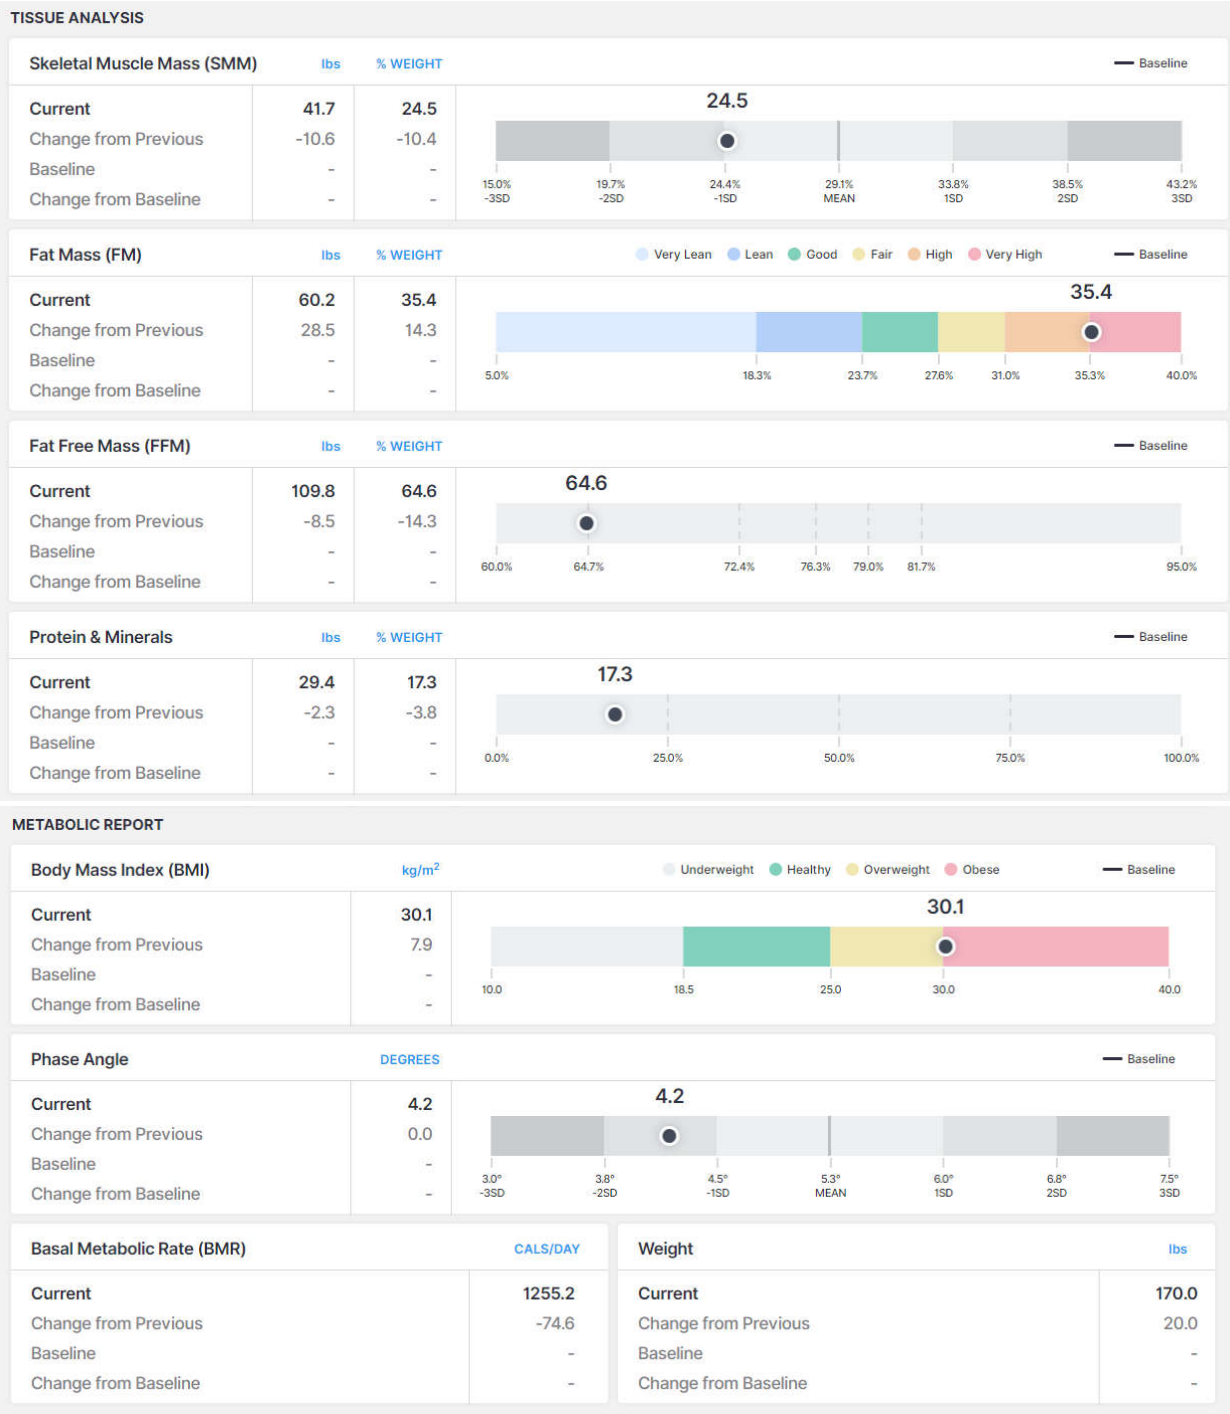 TISSUE ANALYSIS
Skeletal Muscle Mass (SMM) lbs % WEIGHT Baseline
Current 41.7 24.5
Change from Previous -10.6 -10.4
Baseline - -
Change from Baseline - -
24.5
15.0% 19.7% 24.4% 29.1% 33.8% 38.5% 43.2%
-3SD -2SD -1SD MEAN 1SD 2SD 3SD
Fat Mass (FM) lbs % WEIGHT Very Lean Lean Good Fair High Very High Baseline
Current 60.2 35.4
Change from Previous 28.5 14.3
Baseline - -
Change from Baseline - -
35.4
5.0% 18.3% 23.7% 27.6% 31.0% 35.3% 40.0%
Fat Free Mass (FFM) lbs % WEIGHT Baseline
Current 109.8 64.6
Change from Previous -8.5 -14.3
Baseline - -
Change from Baseline - -
64.6
60.0% 64.7% 72.4% 76.3% 79.0% 81.7% 95.0%
Protein & Minerals lbs % WEIGHT Baseline
Current 29.4 17.3
Change from Previous -2.3 -3.8
Baseline - -
Change from Baseline - -
17.3
0.0% 25.0% 50.0% 75.0% 100.0%
METABOLIC REPORT
Body Mass Index (BMI) kg/m² Underweight Healthy Overweight Obese Baseline
Current 30.1
Change from Previous 7.9
Baseline -
Change from Baseline -
30.1
10.0 18.5 25.0 30.0 40.0
Phase Angle DEGREES Baseline
Current 4.2
Change from Previous 0.0
Baseline -
Change from Baseline -
4.2
3.0° 3.8° 4.5° 5.3° 6.0° 6.8° 7.5°
-3SD -2SD -1SD MEAN 1SD 2SD 3SD
Basal Metabolic Rate (BMR) CALS/DAY
Current 1255.2
Change from Previous -74.6
Baseline -
Change from Baseline -
Weight lbs
Current 170.0
Change from Previous 20.0
Baseline -
Change from Baseline -